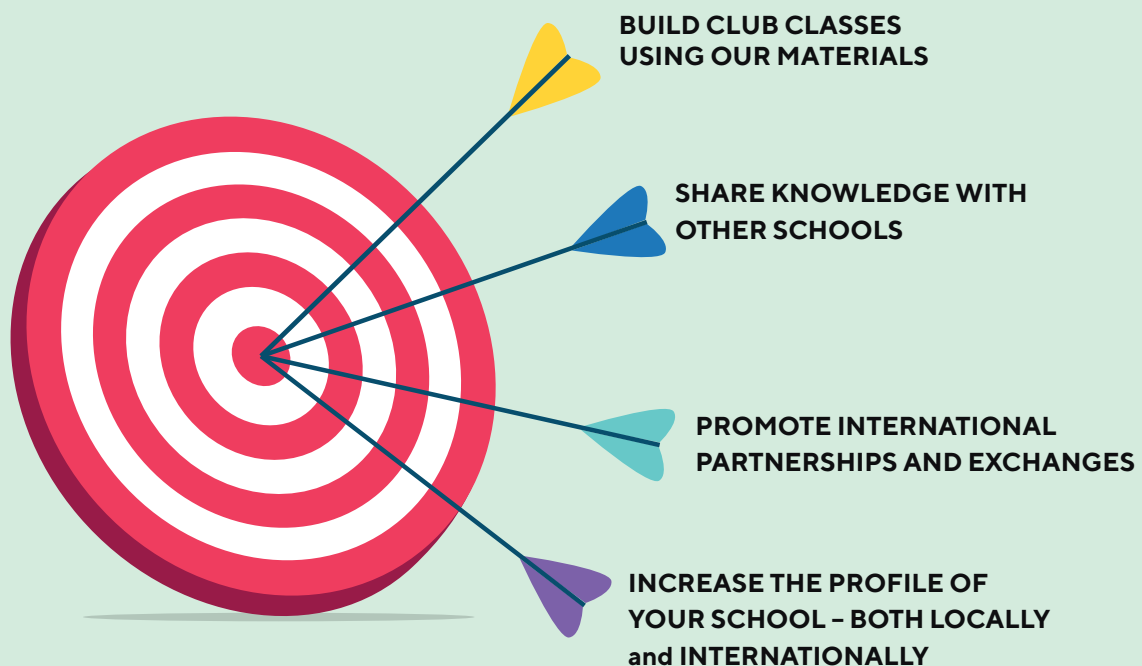 BUILD CLUB CLASSES
USING OUR MATERIALS
SHARE KNOWLEDGE WITH
OTHER SCHOOLS
PROMOTE INTERNATIONAL
PARTNERSHIPS AND EXCHANGES
INCREASE THE PROFILE OF
YOUR SCHOOL – BOTH LOCALLY
and INTERNATIONALLY